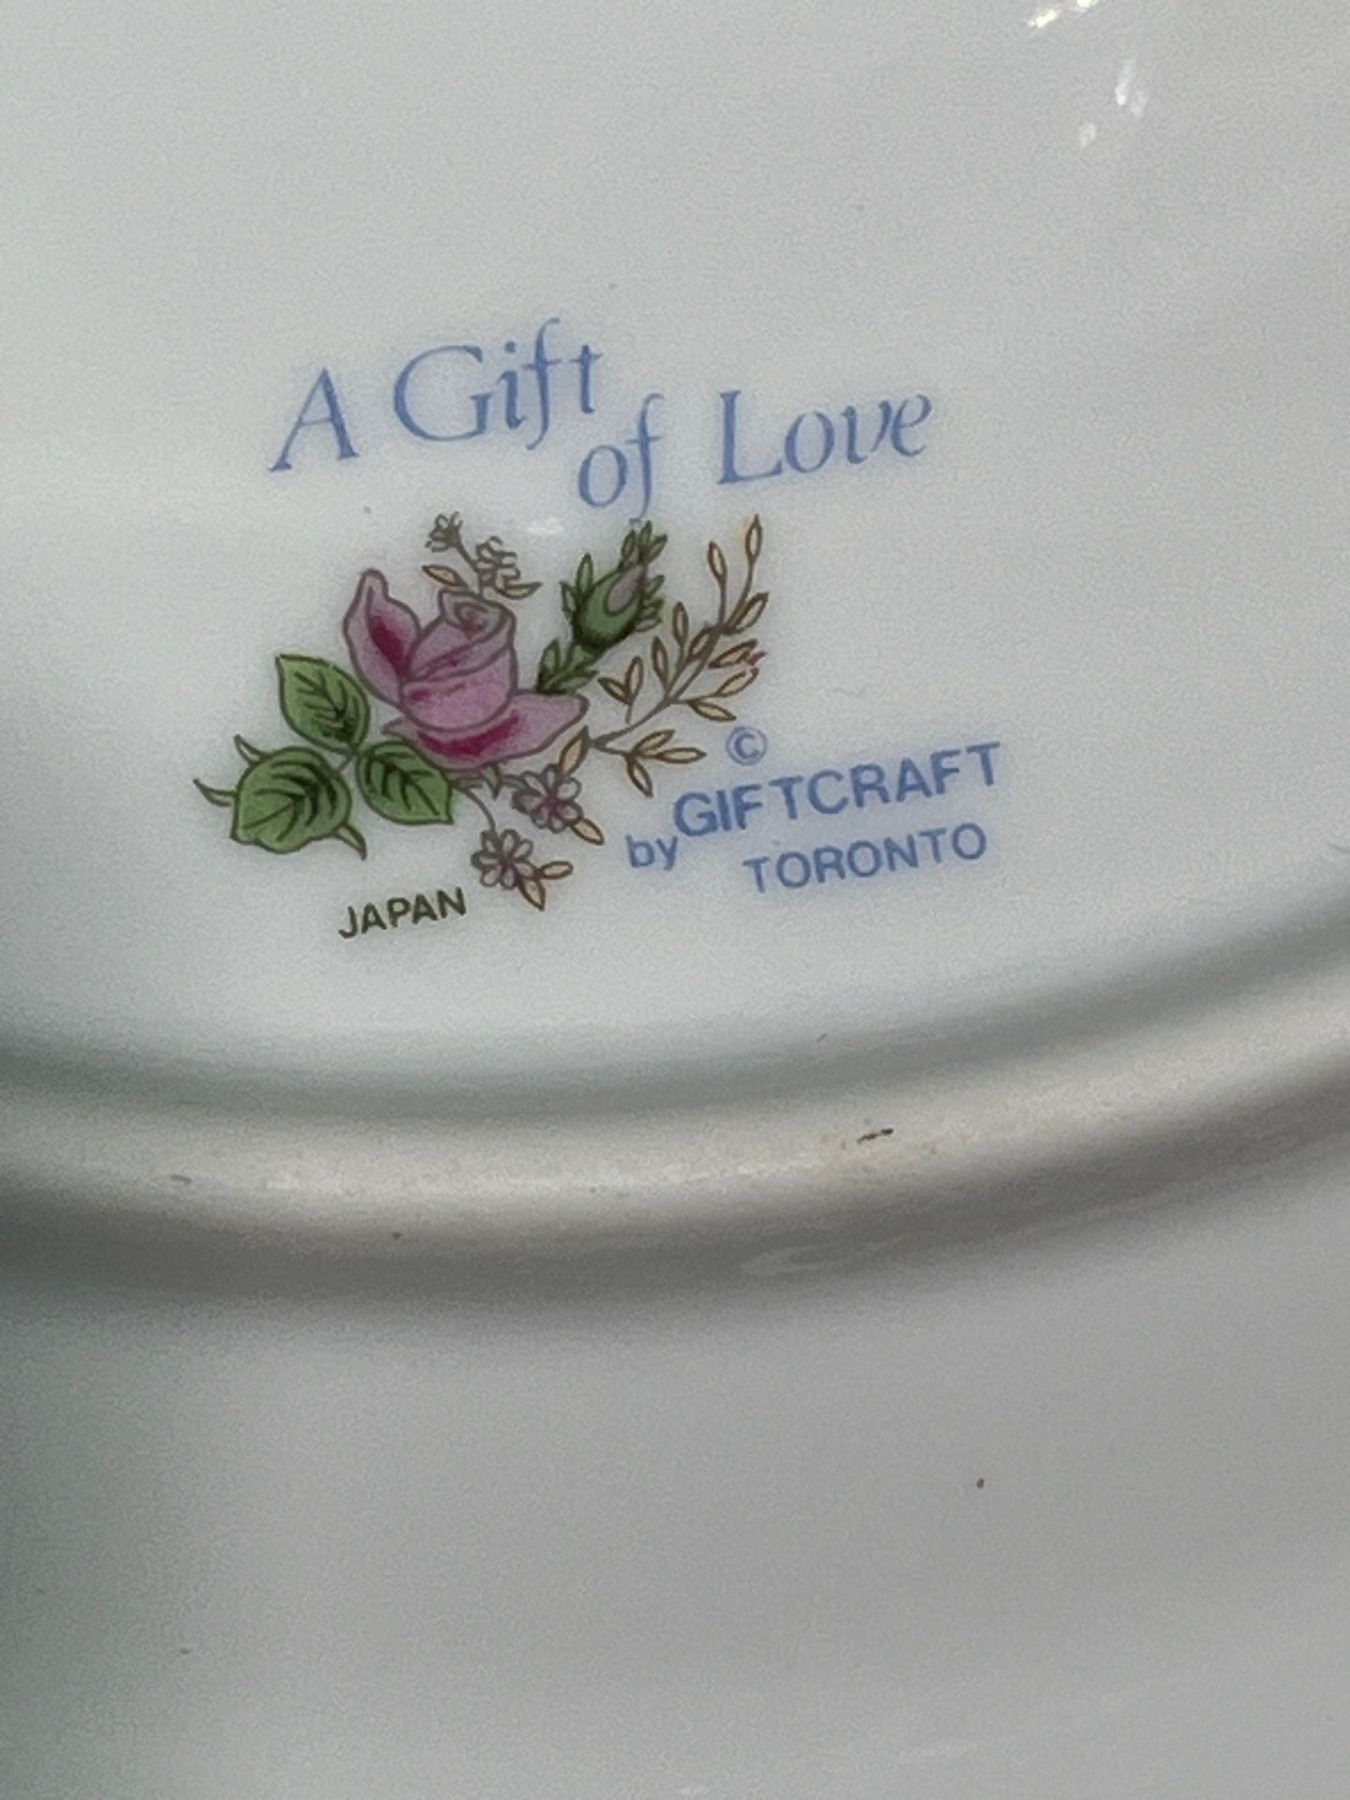 A Gift
of Love
©
by GIFTCRAFT
TORONTO
JAPAN